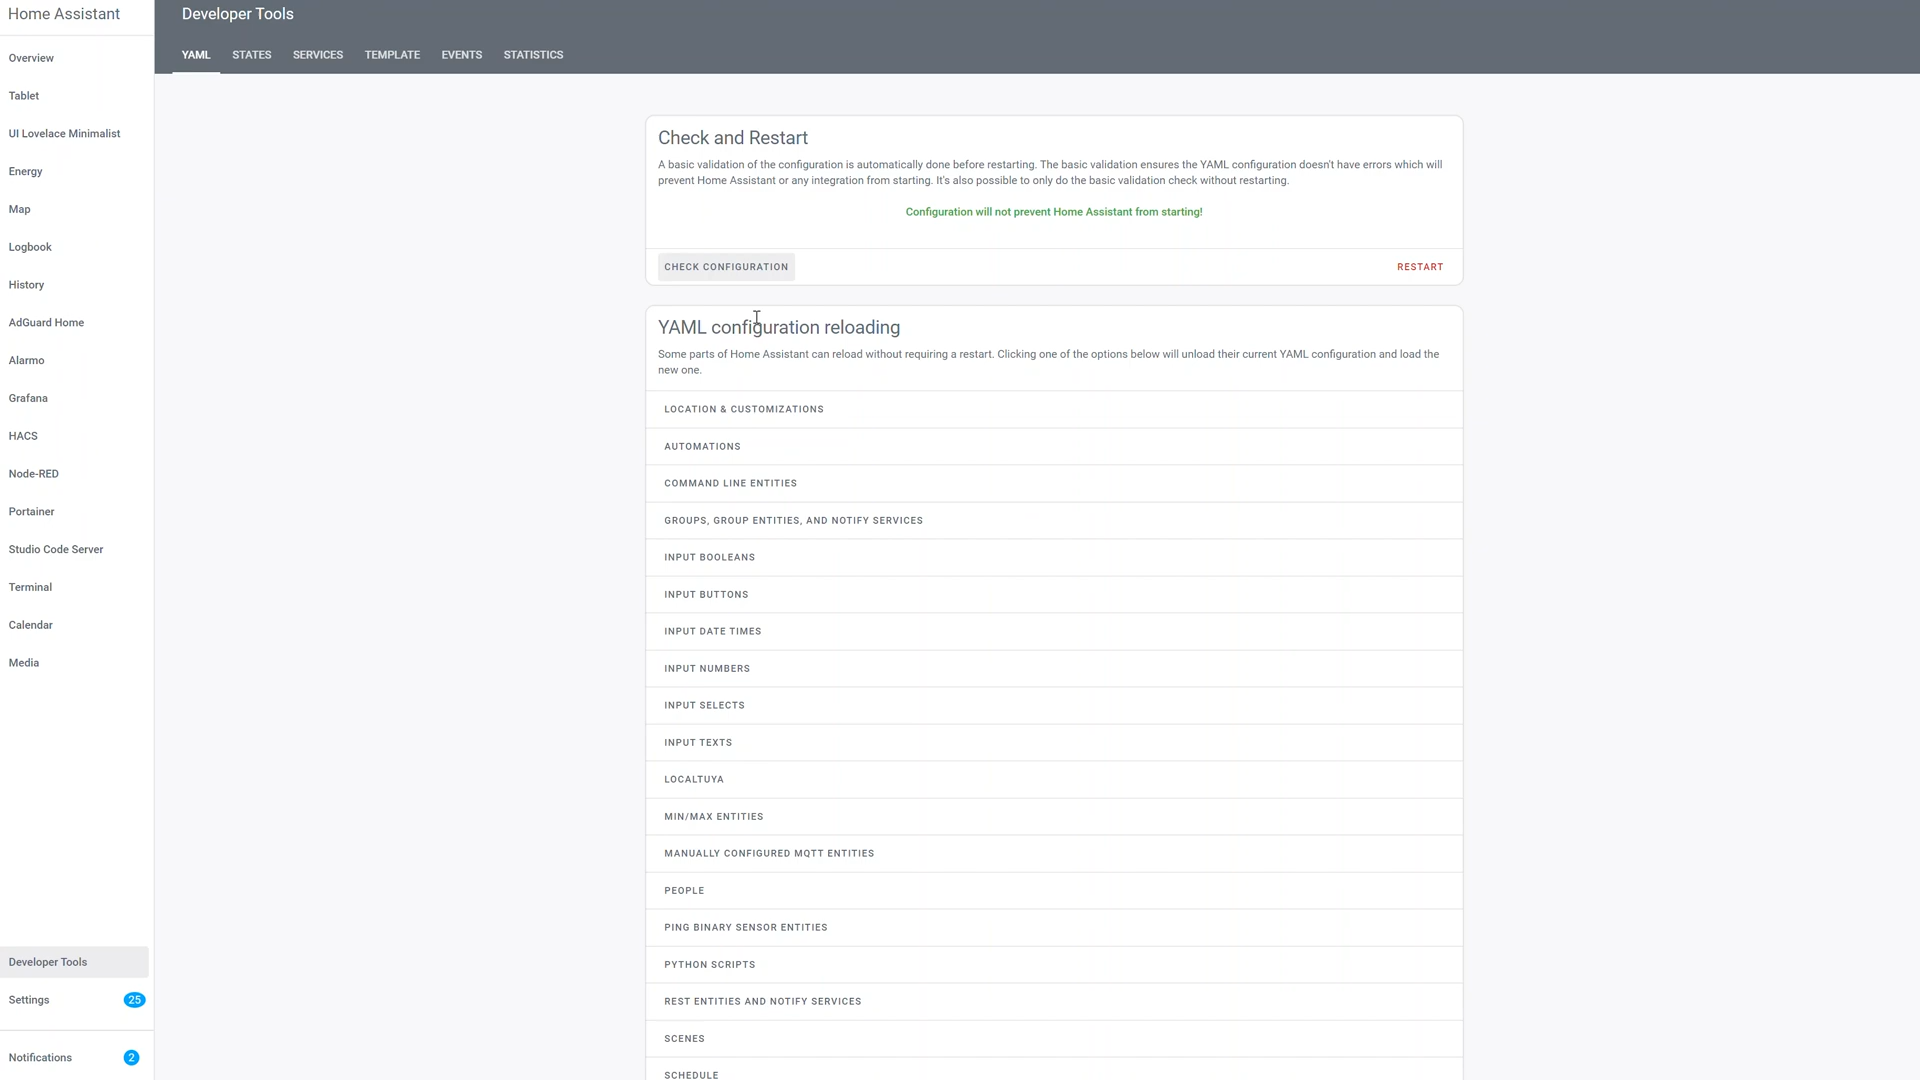 Home Assistant
Overview
Tablet
UI Lovelace Minimalist
Energy
Map
Logbook
History
AdGuard Home
Alarmo
Grafana
HACS
Node-RED
Portainer
Studio Code Server
Terminal
Calendar
Media
Developer Tools
Settings 25
Notifications 2
Developer Tools
YAML STATES SERVICES TEMPLATE EVENTS STATISTICS
Check and Restart
A basic validation of the configuration is automatically done before restarting. The basic validation ensures the YAML configuration doesn't have errors which will
prevent Home Assistant or any integration from starting. It's also possible to only do the basic validation check without restarting.
Configuration will not prevent Home Assistant from starting!
CHECK CONFIGURATION RESTART
YAML configuration reloading
Some parts of Home Assistant can reload without requiring a restart. Clicking one of the options below will unload their current YAML configuration and load the
new one.
LOCATION & CUSTOMIZATIONS
AUTOMATIONS
COMMAND LINE ENTITIES
GROUPS, GROUP ENTITIES, AND NOTIFY SERVICES
INPUT BOOLEANS
INPUT BUTTONS
INPUT DATE TIMES
INPUT NUMBERS
INPUT SELECTS
INPUT TEXTS
LOCALTUYA
MIN/MAX ENTITIES
MANUALLY CONFIGURED MQTT ENTITIES
PEOPLE
PING BINARY SENSOR ENTITIES
PYTHON SCRIPTS
REST ENTITIES AND NOTIFY SERVICES
SCENES
SCHEDULE